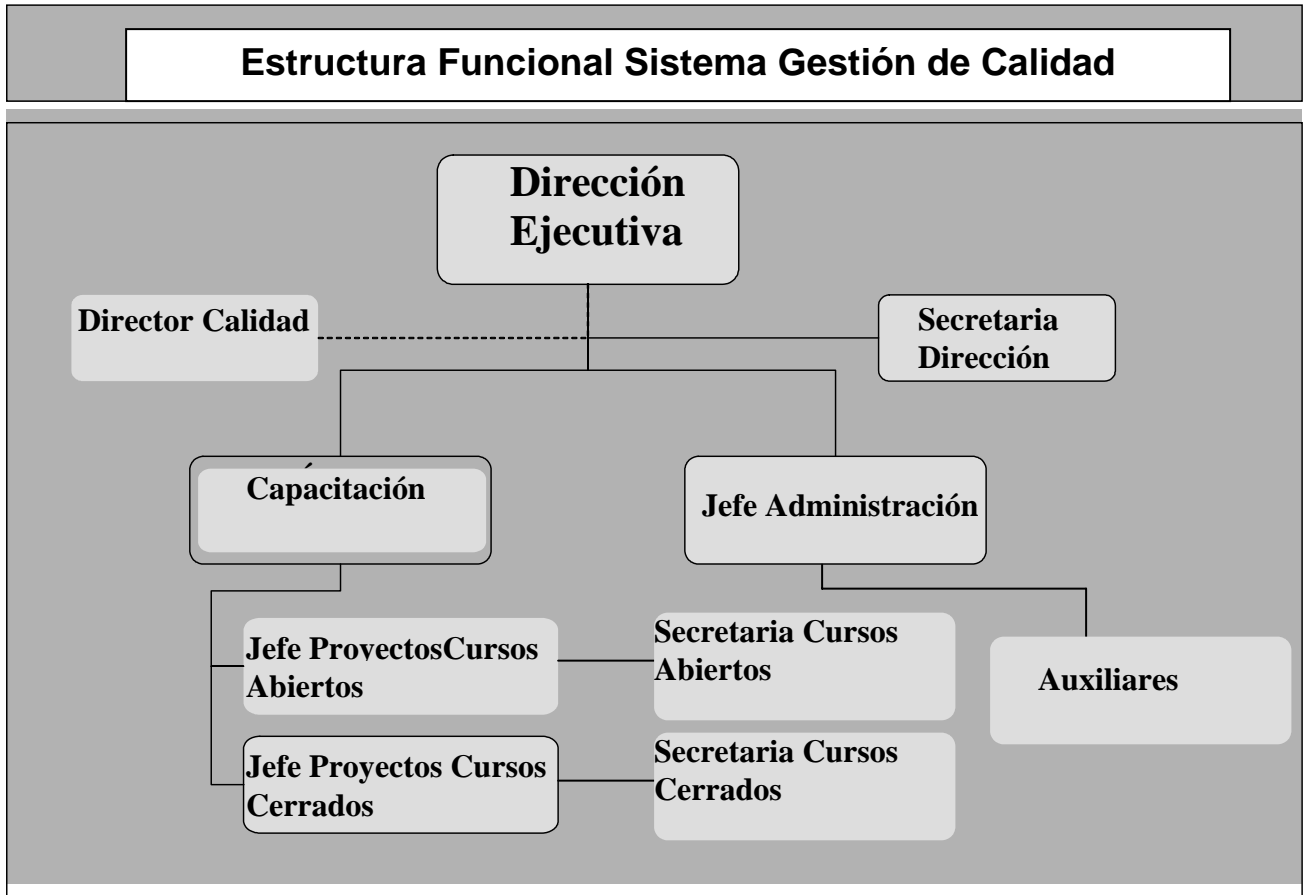 Estructura Funcional Sistema Gestión de Calidad
Dirección
Ejecutiva
Director Calidad
Secretaria
Dirección
Capácitación
Jefe Administración
Jefe ProyectosCursos
Abiertos
Secretaria Cursos
Abiertos
Auxiliares
Jefe Proyectos Cursos
Cerrados
Secretaria Cursos
Cerrados